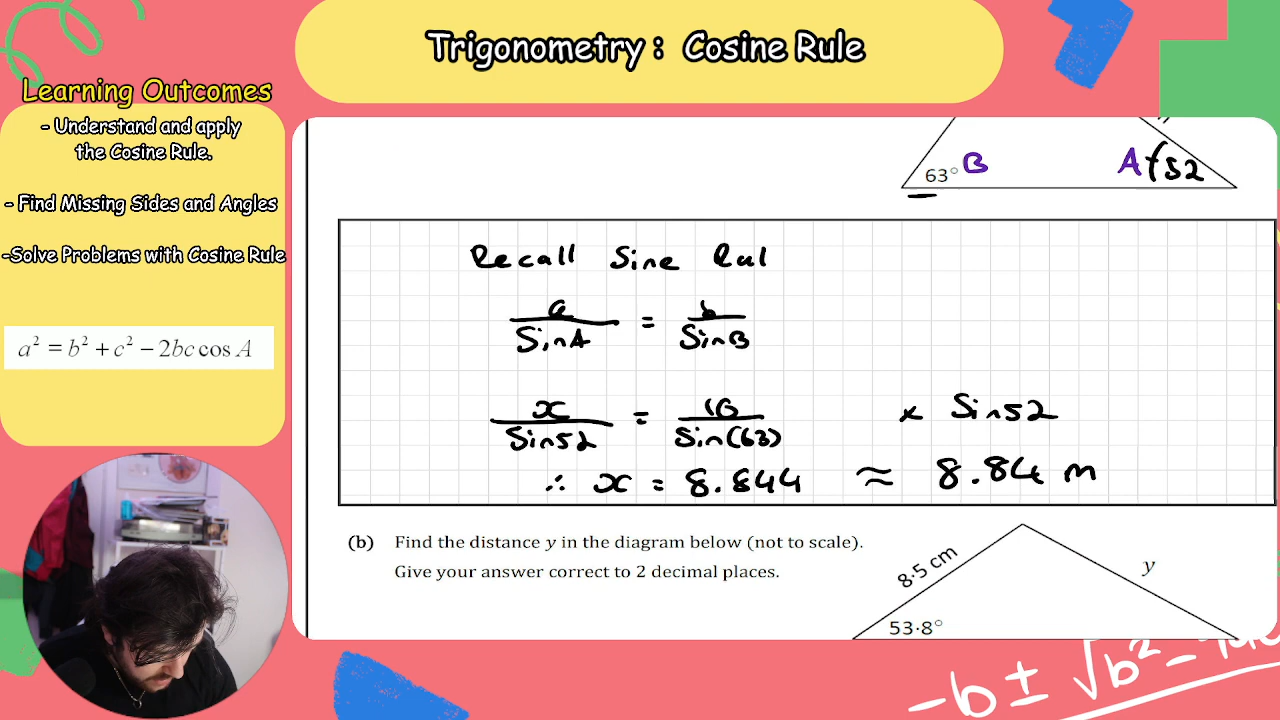 Trigonometry : Cosine Rule
Learning Outcomes
- Understand and apply
the Cosine Rule.
- Find Missing Sides and Angles
-Solve Problems with Cosine Rule
a² = b² + c² − 2bc cos A
63° B
A 52
Recall Sine Rul
a/SinA = b/SinB
x/Sin52 = 10/Sin(63)
× Sin52
∴ x = 8.844 ≈ 8.84 m
(b) Find the distance y in the diagram below (not to scale).
Give your answer correct to 2 decimal places.
8·5 cm
y
53·8°
-b ± √b² -